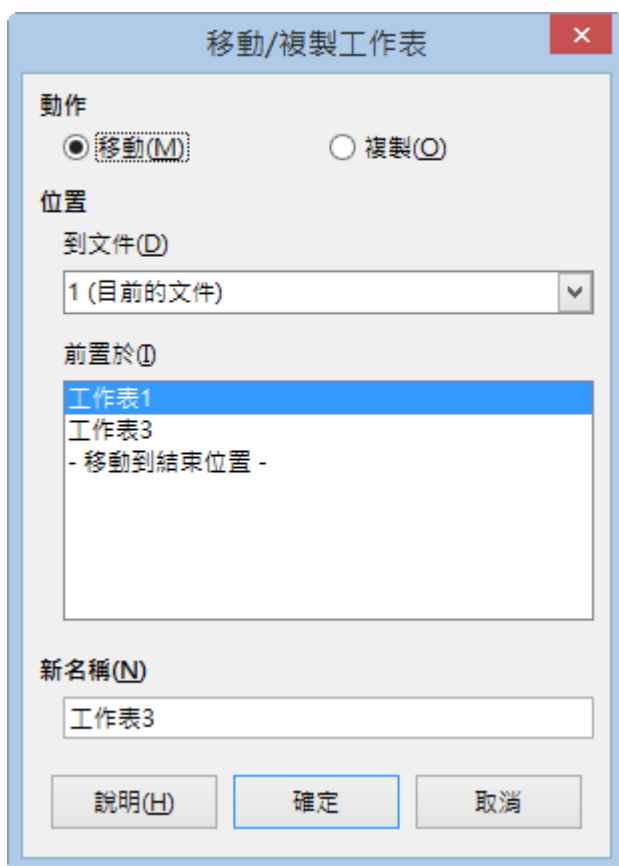 移動/複製工作表
動作
移動(M) 複製(O)
位置
到文件(D)
1 (目前的文件)
前置於(I)
工作表1
工作表3
- 移動到結束位置 -
新名稱(N)
工作表3
說明(H) 確定 取消